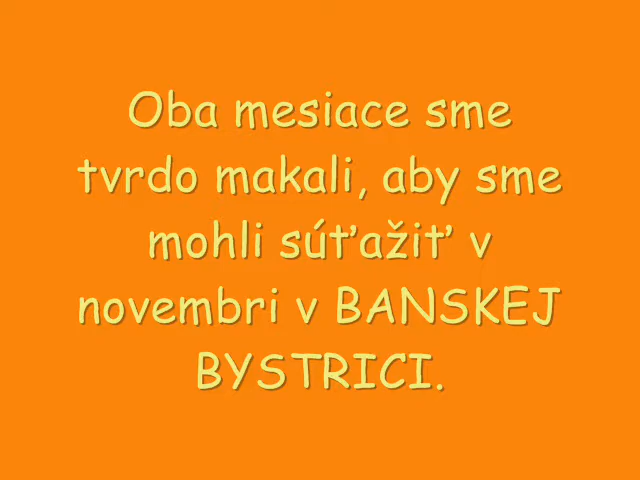 Oba mesiace sme
tvrdo makali, aby sme
mohli súťažiť v
novembri v BANSKEJ
BYSTRICI.